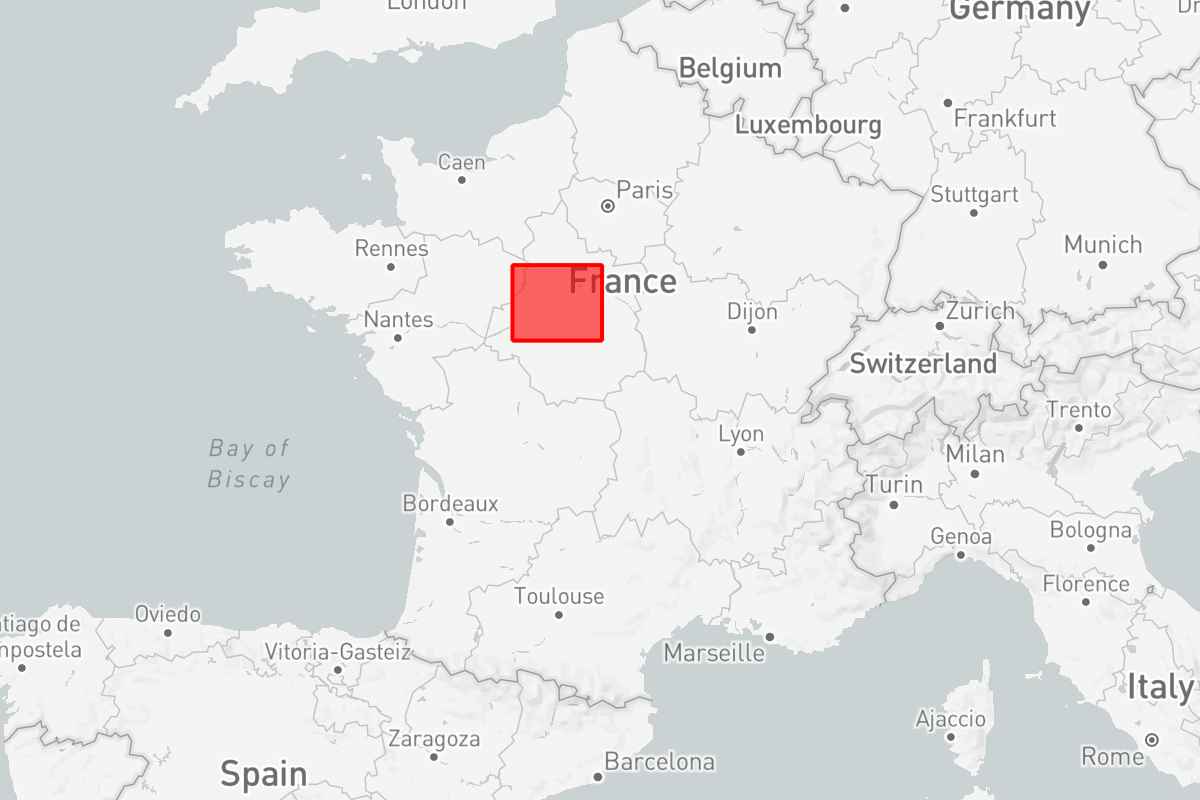 London
Germany
Dr
Belgium
Luxembourg
Frankfurt
Caen
Paris
Stuttgart
Rennes
Munich
France
Nantes
Dijon
Zurich
Switzerland
Trento
Bay of
Biscay
Lyon
Milan
Turin
Bordeaux
Genoa
Bologna
Toulouse
Florence
Oviedo
tiago de
mpostela
Vitoria-Gasteiz
Marseille
Italy
Zaragoza
Ajaccio
Rome
Spain
Barcelona